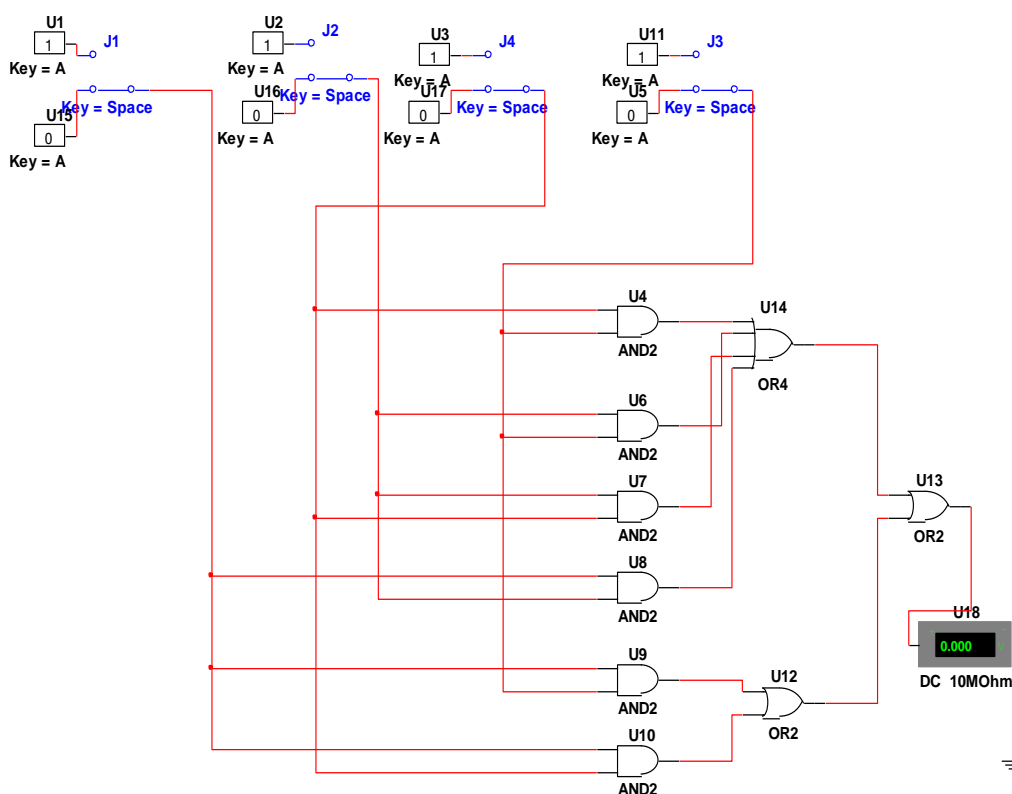 U1
1
J1
Key = A
U15
Key = Space
0
Key = A
U2
1
J2
Key = A
U16
Key = Space
0
Key = A
U3
1
J4
Key = A
U17
Key = Space
0
Key = A
U11
1
J3
Key = A
U5
Key = Space
0
Key = A
U4
AND2
U14
OR4
U6
AND2
U7
AND2
U13
OR2
U8
AND2
U18
0.000
DC 10MOhm
U9
AND2
U12
OR2
U10
AND2